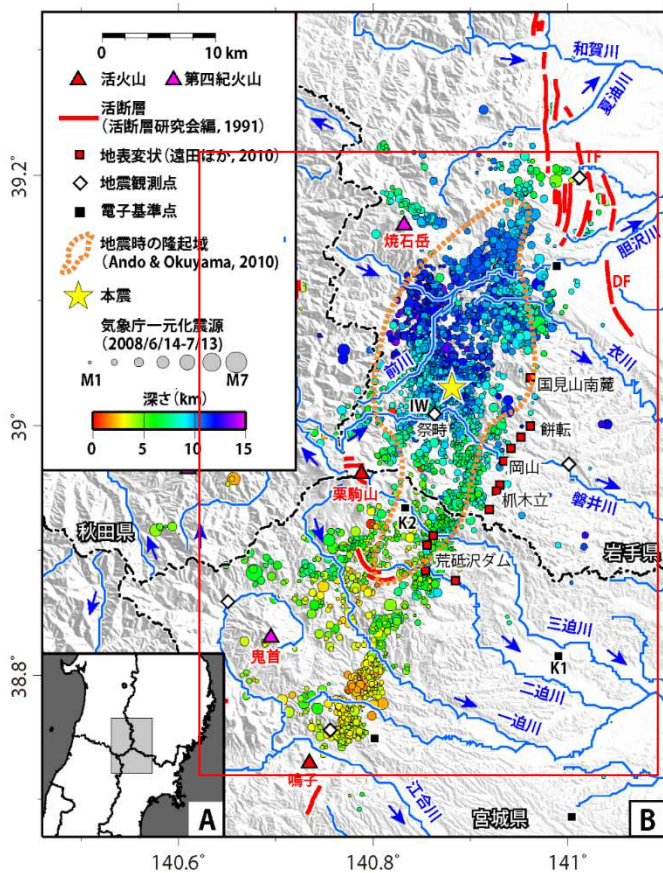 0 10 km
活火山 第四紀火山
活断層
(活断層研究会編, 1991)
地表変状(遠田ほか, 2010)
地震観測点
電子基準点
地震時の隆起域
(Ando & Okuyama, 2010)
本震
気象庁一元化震源
(2008/6/14-7/13)
M1 M7
深さ(km)
0 5 10 15
和賀川
夏油川
39.2°
TF
焼石岳
胆沢川
DF
前川
衣川
国見山南麓
IW
祭畤
餅転
39°
岡山
栗駒山
K2
枛木立
磐井川
秋田県
岩手県
荒砥沢ダム
三迫川
鬼首
K1
38.8°
二迫川
一迫川
鳴子
江合川
宮城県
A
B
140.6° 140.8° 141°